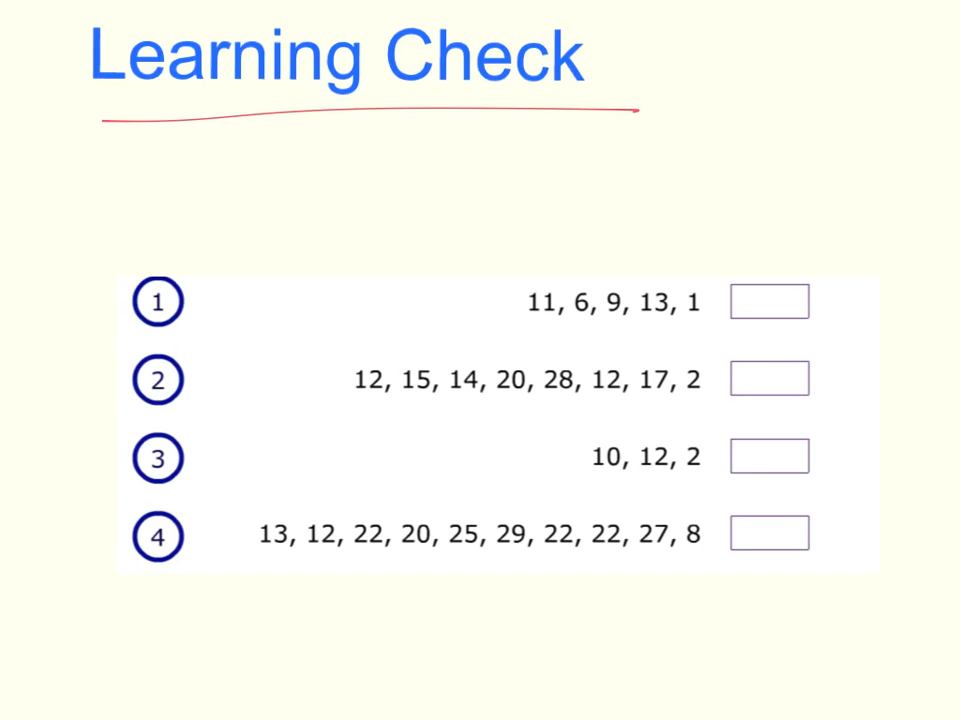 Learning Check
1 11, 6, 9, 13, 1
2 12, 15, 14, 20, 28, 12, 17, 2
3 10, 12, 2
4 13, 12, 22, 20, 25, 29, 22, 22, 27, 8